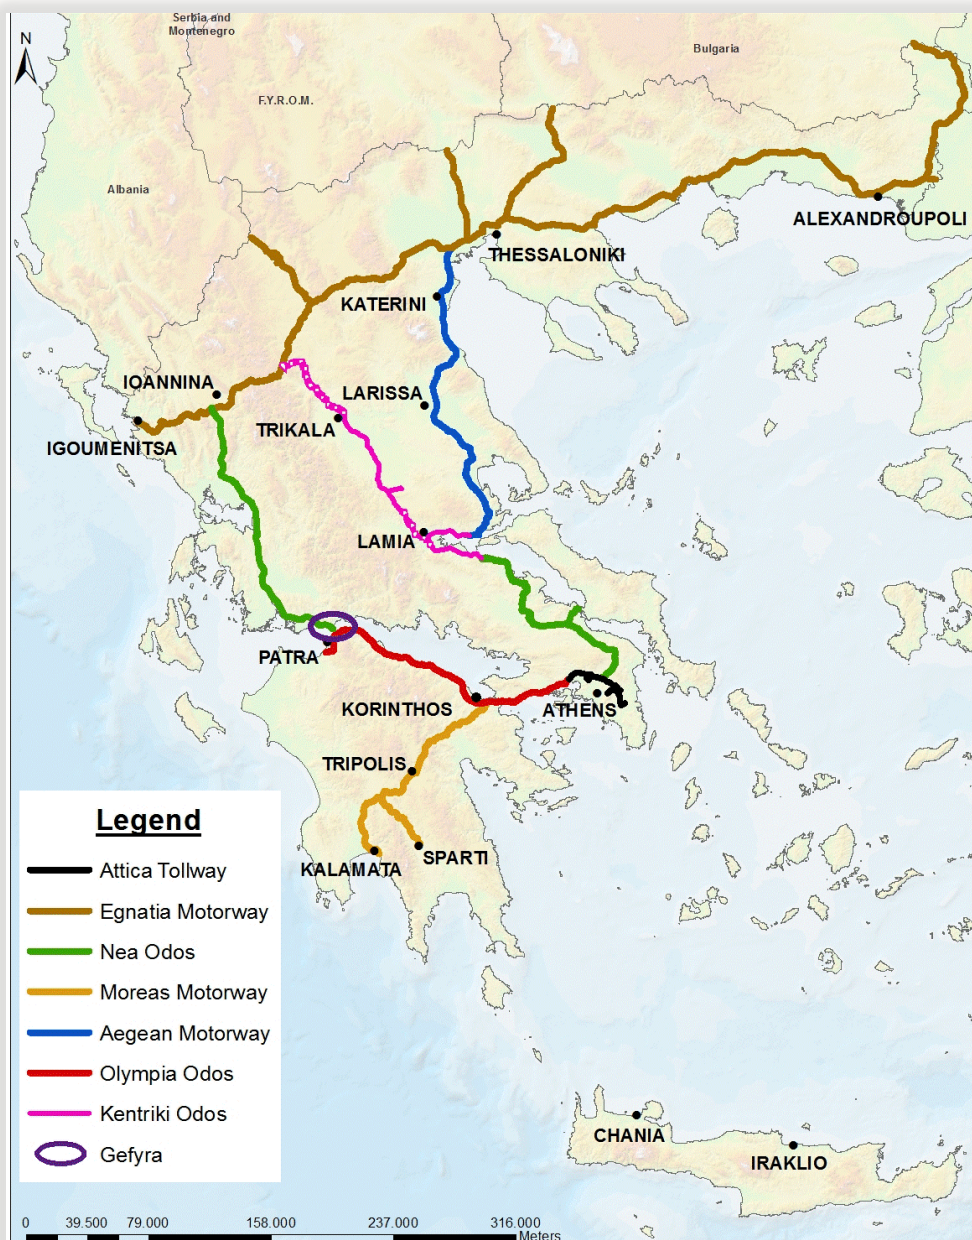 Serbia and
Montenegro
N
Bulgaria
F.Y.R.O.M.
Albania
ALEXANDROUPOLI
THESSALONIKI
KATERINI
IOANNINA
LARISSA
TRIKALA
IGOUMENITSA
LAMIA
PATRA
KORINTHOS
ATHENS
TRIPOLIS
SPARTI
KALAMATA
Legend
Attica Tollway
Egnatia Motorway
Nea Odos
Moreas Motorway
Aegean Motorway
Olympia Odos
Kentriki Odos
Gefyra
CHANIA
IRAKLIO
0 39.500 79.000 158.000 237.000 316.000
Meters